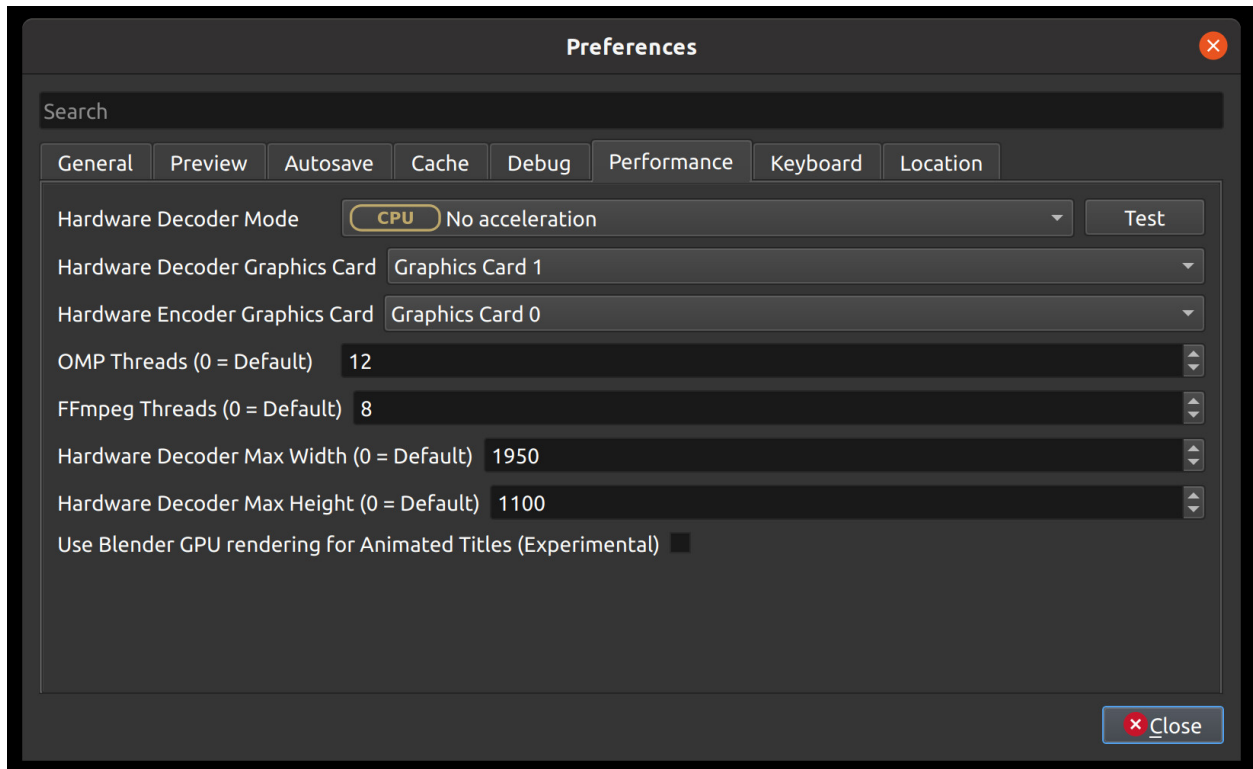 Preferences
Search
General Preview Autosave Cache Debug Performance Keyboard Location
Hardware Decoder Mode CPU No acceleration Test
Hardware Decoder Graphics Card Graphics Card 1
Hardware Encoder Graphics Card Graphics Card 0
OMP Threads (0 = Default) 12
FFmpeg Threads (0 = Default) 8
Hardware Decoder Max Width (0 = Default) 1950
Hardware Decoder Max Height (0 = Default) 1100
Use Blender GPU rendering for Animated Titles (Experimental)
Close